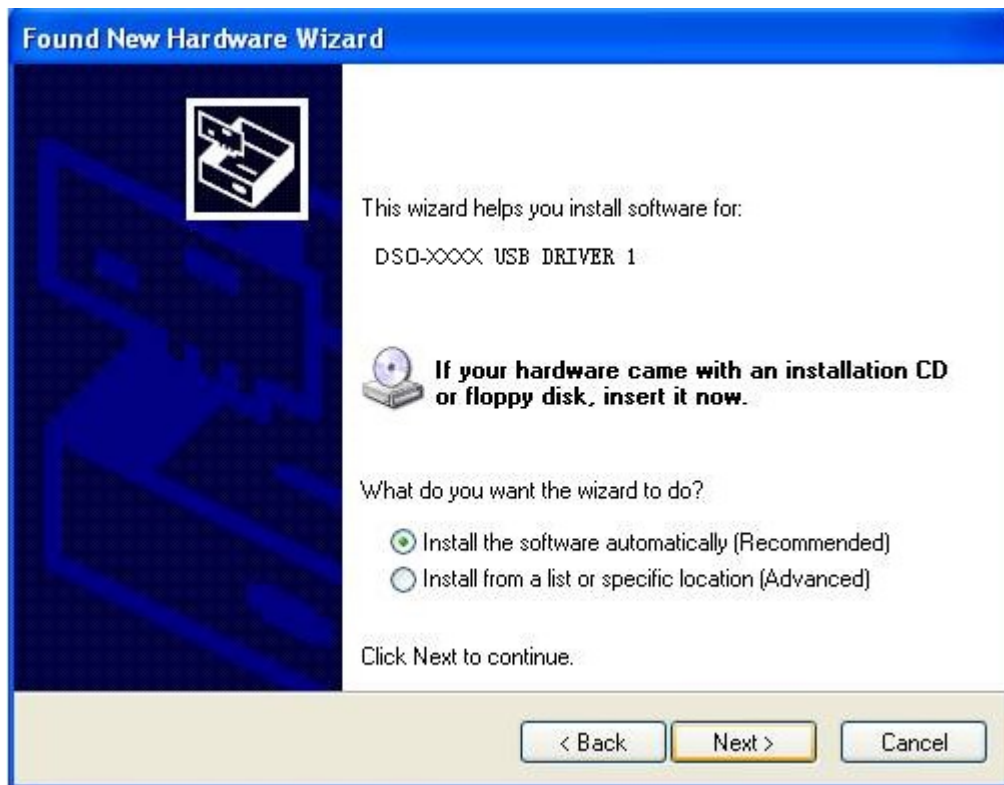 Found New Hardware Wizard
This wizard helps you install software for:
DSO-XXXX USB DRIVER 1
If your hardware came with an installation CD
or floppy disk, insert it now.
What do you want the wizard to do?
Install the software automatically (Recommended)
Install from a list or specific location (Advanced)
Click Next to continue.
< Back
Next >
Cancel